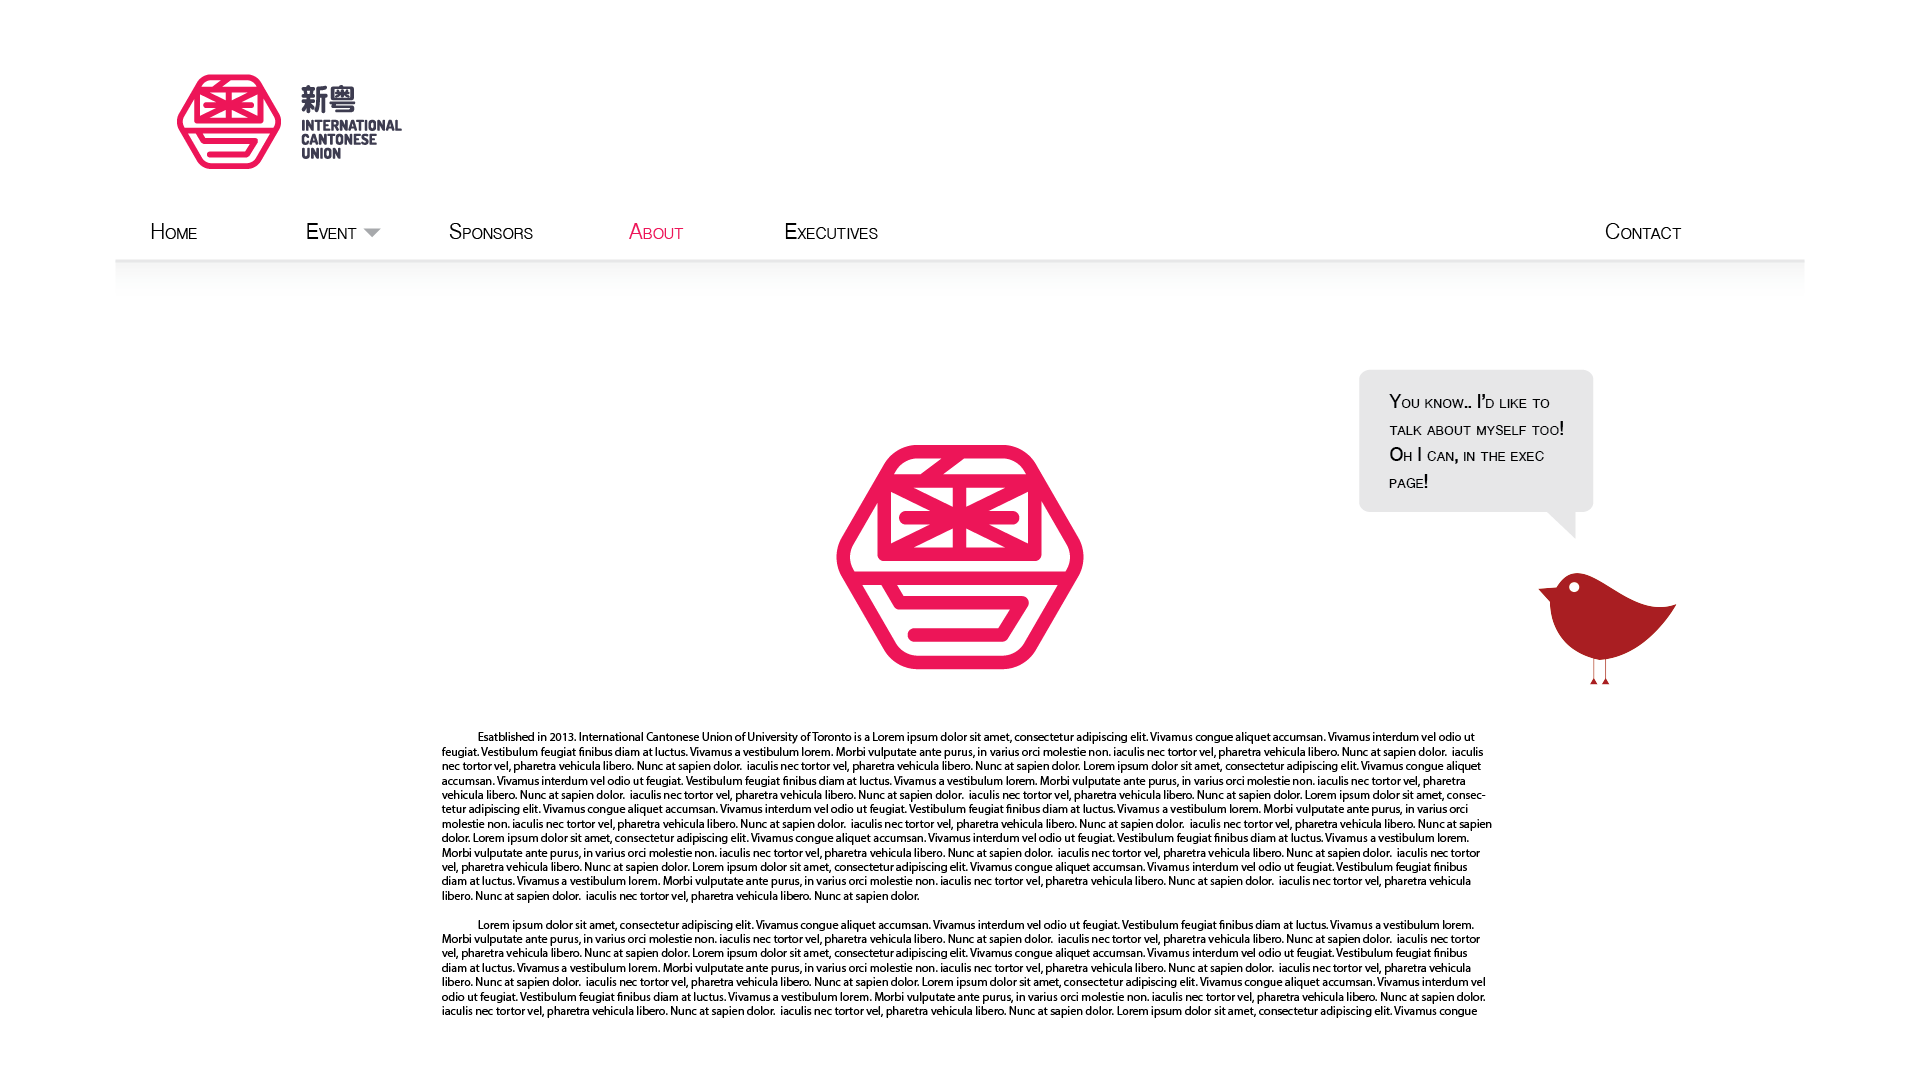 新粤
INTERNATIONAL
CANTONESE
UNION
Home
Event
Sponsors
About
Executives
Contact
You know.. I'd like to
talk about myself too!
Oh I can, in the exec
page!
Esatblished in 2013. International Cantonese Union of University of Toronto is a Lorem ipsum dolor sit amet, consectetur adipiscing elit. Vivamus congue aliquet accumsan. Vivamus interdum vel odio ut
feugiat. Vestibulum feugiat finibus diam at luctus. Vivamus a vestibulum lorem. Morbi vulputate ante purus, in varius orci molestie non. iaculis nec tortor vel, pharetra vehicula libero. Nunc at sapien dolor.  iaculis
nec tortor vel, pharetra vehicula libero. Nunc at sapien dolor.  iaculis nec tortor vel, pharetra vehicula libero. Nunc at sapien dolor. Lorem ipsum dolor sit amet, consectetur adipiscing elit. Vivamus congue aliquet
accumsan. Vivamus interdum vel odio ut feugiat. Vestibulum feugiat finibus diam at luctus. Vivamus a vestibulum lorem. Morbi vulputate ante purus, in varius orci molestie non. iaculis nec tortor vel, pharetra
vehicula libero. Nunc at sapien dolor.  iaculis nec tortor vel, pharetra vehicula libero. Nunc at sapien dolor.  iaculis nec tortor vel, pharetra vehicula libero. Nunc at sapien dolor. Lorem ipsum dolor sit amet, consec-
tetur adipiscing elit. Vivamus congue aliquet accumsan. Vivamus interdum vel odio ut feugiat. Vestibulum feugiat finibus diam at luctus. Vivamus a vestibulum lorem. Morbi vulputate ante purus, in varius orci
molestie non. iaculis nec tortor vel, pharetra vehicula libero. Nunc at sapien dolor.  iaculis nec tortor vel, pharetra vehicula libero. Nunc at sapien dolor.  iaculis nec tortor vel, pharetra vehicula libero. Nunc at sapien
dolor. Lorem ipsum dolor sit amet, consectetur adipiscing elit. Vivamus congue aliquet accumsan. Vivamus interdum vel odio ut feugiat. Vestibulum feugiat finibus diam at luctus. Vivamus a vestibulum lorem.
Morbi vulputate ante purus, in varius orci molestie non. iaculis nec tortor vel, pharetra vehicula libero. Nunc at sapien dolor.  iaculis nec tortor vel, pharetra vehicula libero. Nunc at sapien dolor.  iaculis nec tortor
vel, pharetra vehicula libero. Nunc at sapien dolor. Lorem ipsum dolor sit amet, consectetur adipiscing elit. Vivamus congue aliquet accumsan. Vivamus interdum vel odio ut feugiat. Vestibulum feugiat finibus
diam at luctus. Vivamus a vestibulum lorem. Morbi vulputate ante purus, in varius orci molestie non. iaculis nec tortor vel, pharetra vehicula libero. Nunc at sapien dolor.  iaculis nec tortor vel, pharetra vehicula
libero. Nunc at sapien dolor.  iaculis nec tortor vel, pharetra vehicula libero. Nunc at sapien dolor.
Lorem ipsum dolor sit amet, consectetur adipiscing elit. Vivamus congue aliquet accumsan. Vivamus interdum vel odio ut feugiat. Vestibulum feugiat finibus diam at luctus. Vivamus a vestibulum lorem.
Morbi vulputate ante purus, in varius orci molestie non. iaculis nec tortor vel, pharetra vehicula libero. Nunc at sapien dolor.  iaculis nec tortor vel, pharetra vehicula libero. Nunc at sapien dolor.  iaculis nec tortor
vel, pharetra vehicula libero. Nunc at sapien dolor. Lorem ipsum dolor sit amet, consectetur adipiscing elit. Vivamus congue aliquet accumsan. Vivamus interdum vel odio ut feugiat. Vestibulum feugiat finibus
diam at luctus. Vivamus a vestibulum lorem. Morbi vulputate ante purus, in varius orci molestie non. iaculis nec tortor vel, pharetra vehicula libero. Nunc at sapien dolor.  iaculis nec tortor vel, pharetra vehicula
libero. Nunc at sapien dolor.  iaculis nec tortor vel, pharetra vehicula libero. Nunc at sapien dolor. Lorem ipsum dolor sit amet, consectetur adipiscing elit. Vivamus congue aliquet accumsan. Vivamus interdum vel
odio ut feugiat. Vestibulum feugiat finibus diam at luctus. Vivamus a vestibulum lorem. Morbi vulputate ante purus, in varius orci molestie non. iaculis nec tortor vel, pharetra vehicula libero. Nunc at sapien dolor.
iaculis nec tortor vel, pharetra vehicula libero. Nunc at sapien dolor.  iaculis nec tortor vel, pharetra vehicula libero. Nunc at sapien dolor. Lorem ipsum dolor sit amet, consectetur adipiscing elit. Vivamus congue